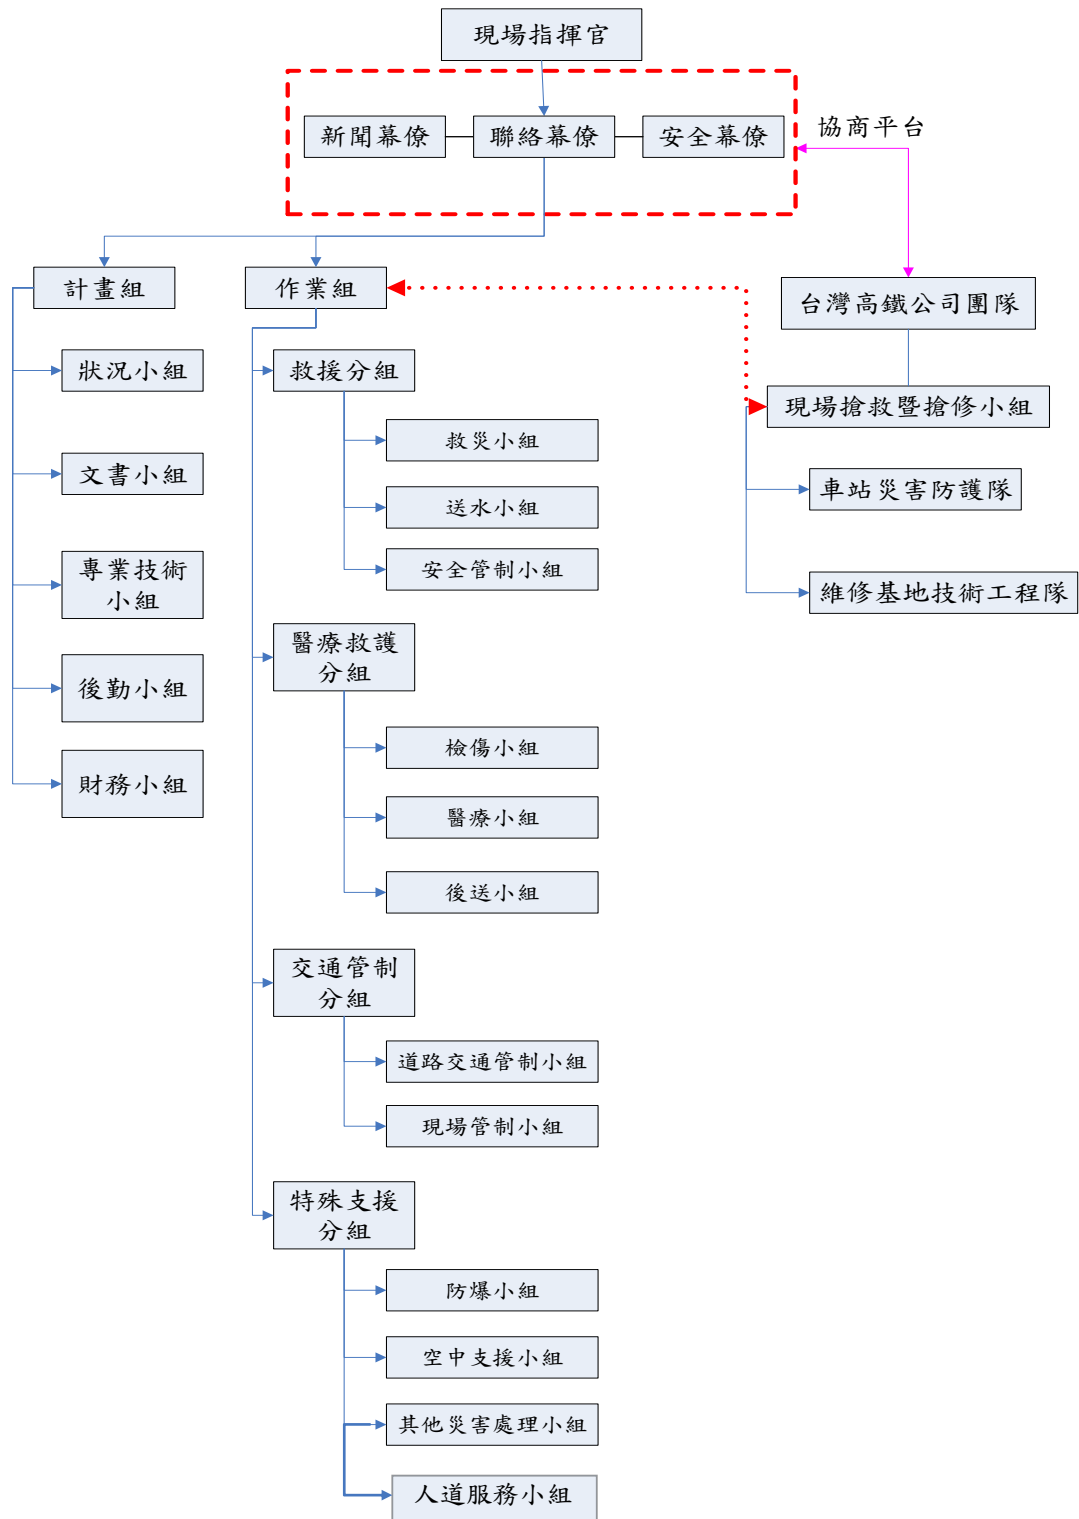 現場指揮官
新聞幕僚
聯絡幕僚
安全幕僚
協商平台
計畫組
作業組
台灣高鐵公司團隊
狀況小組
文書小組
專業技術
小組
後勤小組
財務小組
救援分組
救災小組
送水小組
安全管制小組
醫療救護
分組
檢傷小組
醫療小組
後送小組
交通管制
分組
道路交通管制小組
現場管制小組
特殊支援
分組
防爆小組
空中支援小組
其他災害處理小組
人道服務小組
現場搶救暨搶修小組
車站災害防護隊
維修基地技術工程隊